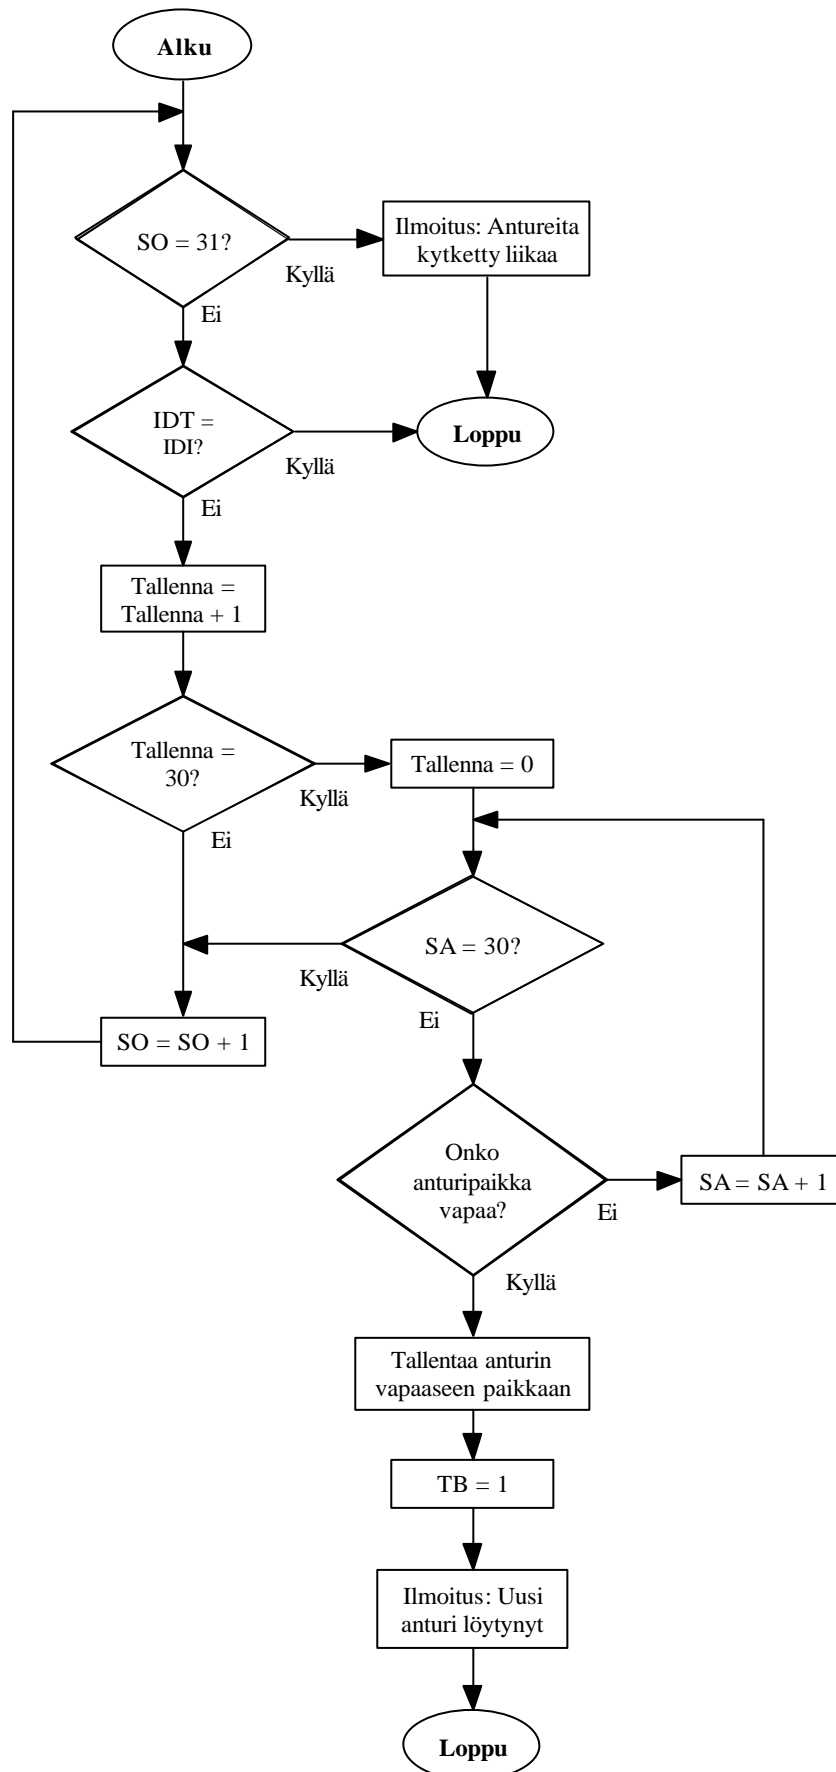 Alku
SO = 31?
Kyllä
Ilmoitus: Antureita
kytketty liikaa
Ei
IDT =
IDI?
Kyllä
Loppu
Ei
Tallenna =
Tallenna + 1
Tallenna =
30?
Kyllä
Tallenna = 0
Ei
SA = 30?
Kyllä
Ei
SO = SO + 1
Onko
anturipaikka
vapaa?
Ei
SA = SA + 1
Kyllä
Tallentaa anturin
vapaaseen paikkaan
TB = 1
Ilmoitus: Uusi
anturi löytynyt
Loppu